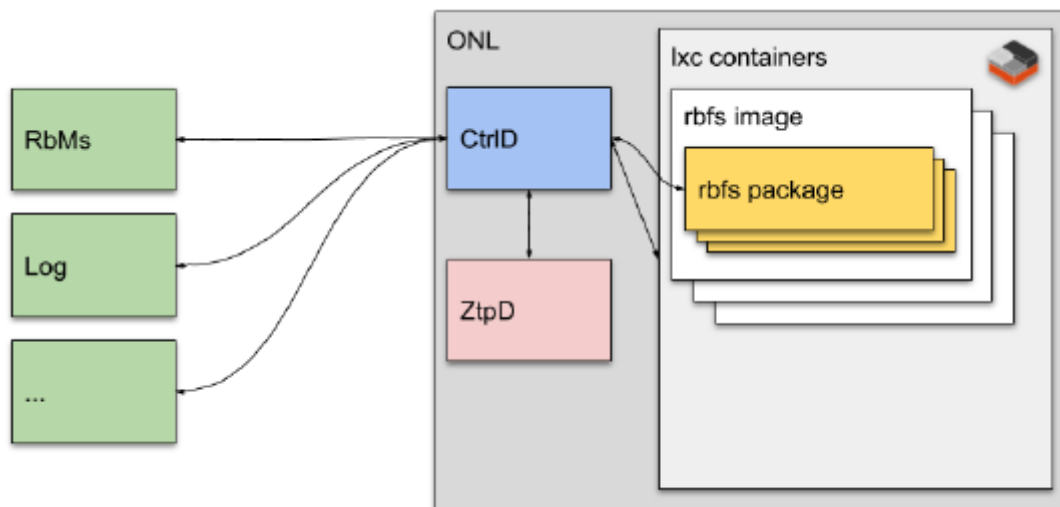 ONL
lxc containers
RbMs
CtrlD
rbfs image
rbfs package
Log
ZtpD
...